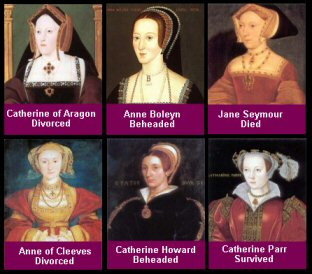 Catherine of Aragon
Divorced
Anne Boleyn
Beheaded
Jane Seymour
Died
Anne of Cleeves
Divorced
Catherine Howard
Beheaded
Catherine Parr
Survived